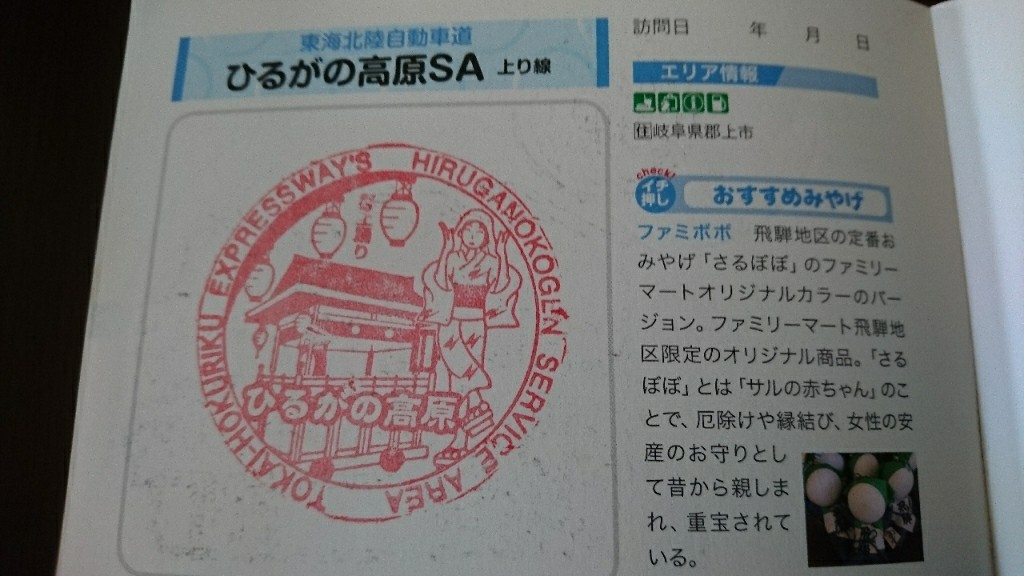 東海北陸自動車道
ひるがの高原SA 上り線
TOKAI-HOKURIKU EXPRESSWAY'S HIRUGANOKOGEN SERVICE AREA
郡上踊り
ひるがの高原
訪問日 年 月 日
エリア情報
住岐阜県郡上市
check!
イチ押し
おすすめみやげ
ファミボボ 飛騨地区の定番お
みやげ「さるぼぼ」のファミリー
マートオリジナルカラーのバー
ジョン。ファミリーマート飛騨地
区限定のオリジナル商品。「さる
ぼぼ」とは「サルの赤ちゃん」のこ
とで、厄除けや縁結び、女性の安
産のお守りとし
て昔から親しま
れ、重宝されて
いる。